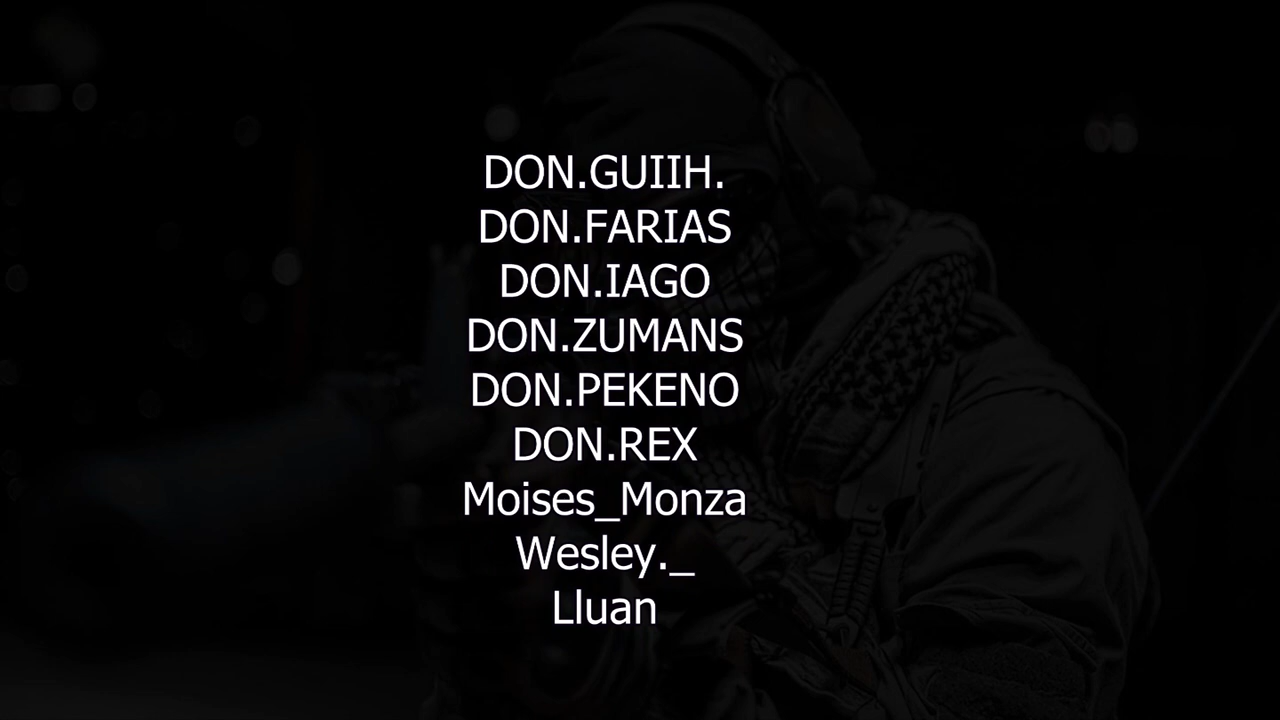 DON.GUIIH.
DON.FARIAS
DON.IAGO
DON.ZUMANS
DON.PEKENO
DON.REX
Moises_Monza
Wesley._
Lluan